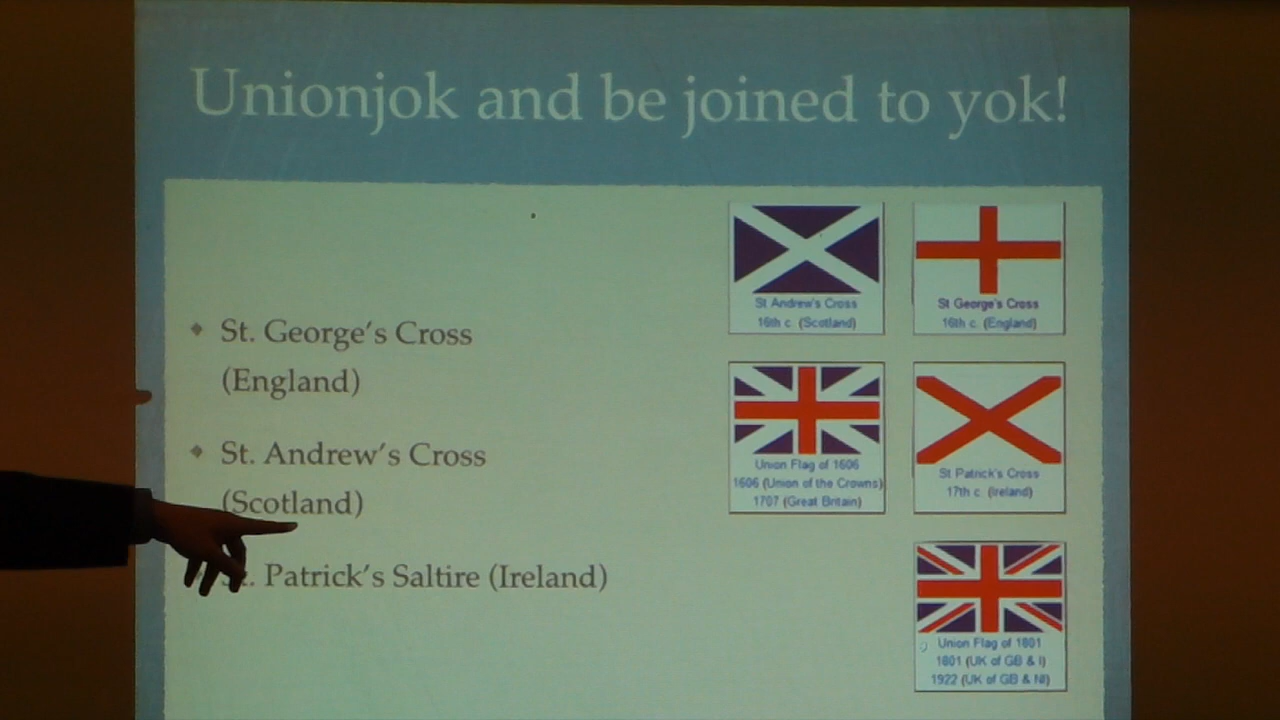 Unionjok and be joined to yok!
St. George's Cross
(England)
St. Andrew's Cross
(Scotland)
St. Patrick's Saltire (Ireland)
St Andrew's Cross
16th c. (Scotland)
St George's Cross
16th c. (England)
Union Flag of 1606
1606 (Union of the Crowns)
1707 (Great Britain)
St Patrick's Cross
17th c. (Ireland)
Union Flag of 1801
1801 (UK of GB & I)
1922 (UK of GB & NI)